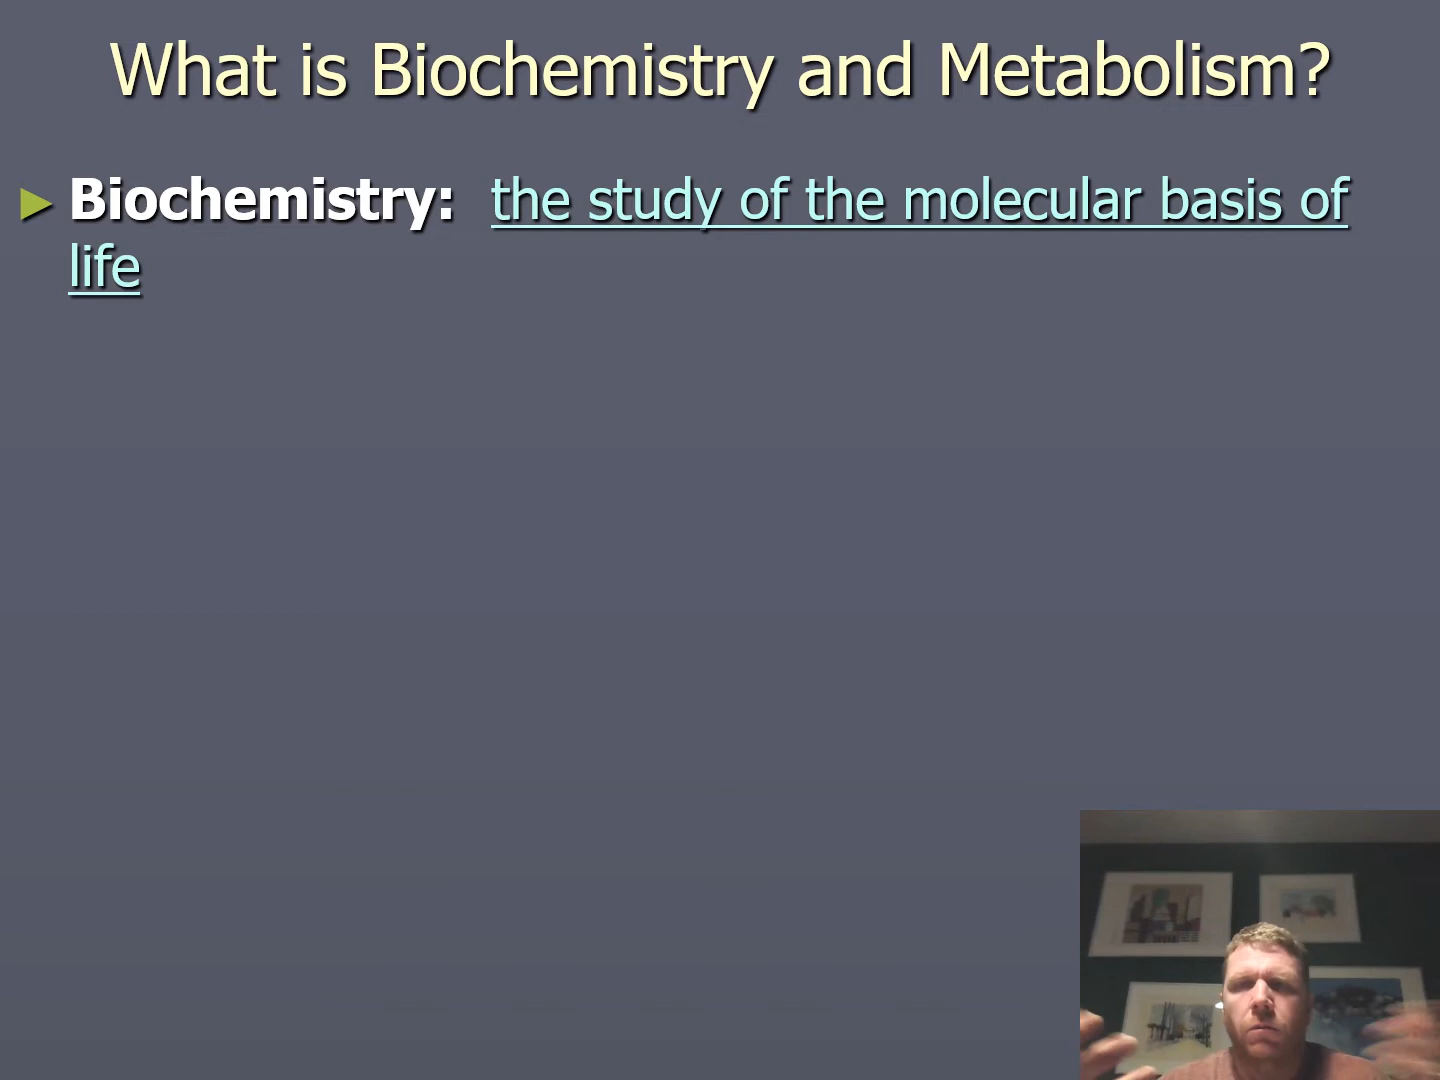 What is Biochemistry and Metabolism?
► Biochemistry: the study of the molecular basis of
life